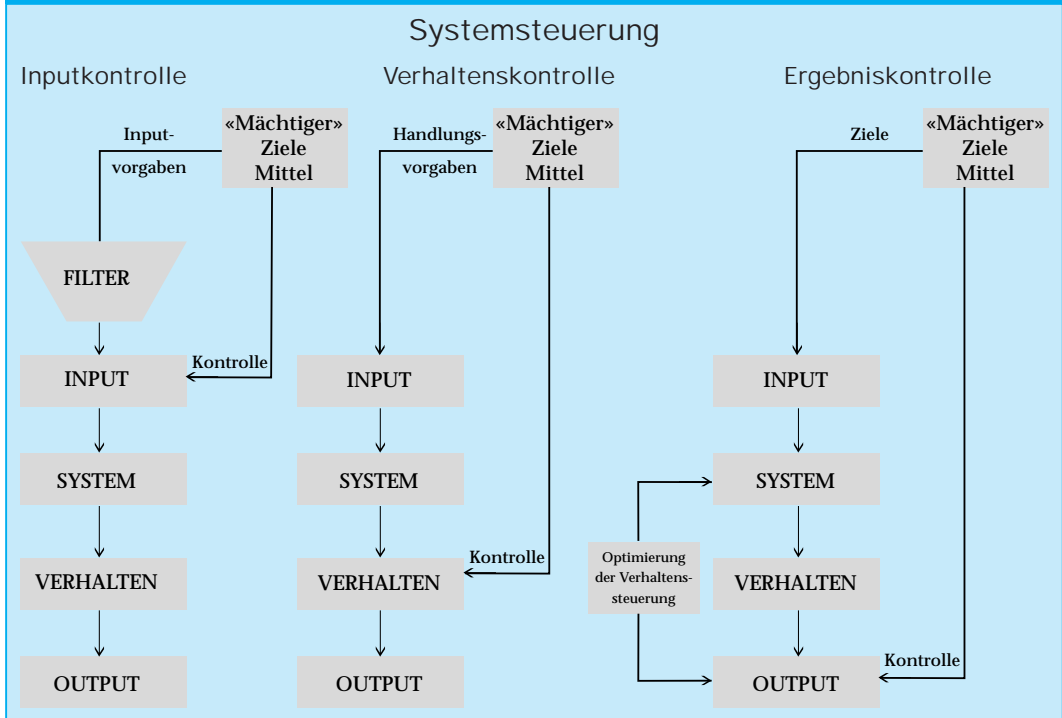 Systemsteuerung
Inputkontrolle
Input-
vorgaben
«Mächtiger»
Ziele
Mittel
FILTER
Kontrolle
INPUT
SYSTEM
VERHALTEN
OUTPUT
Verhaltenskontrolle
Handlungs-
vorgaben
«Mächtiger»
Ziele
Mittel
INPUT
SYSTEM
Kontrolle
VERHALTEN
OUTPUT
Ergebniskontrolle
Ziele
«Mächtiger»
Ziele
Mittel
INPUT
SYSTEM
Optimierung
der Verhaltens-
steuerung
VERHALTEN
Kontrolle
OUTPUT